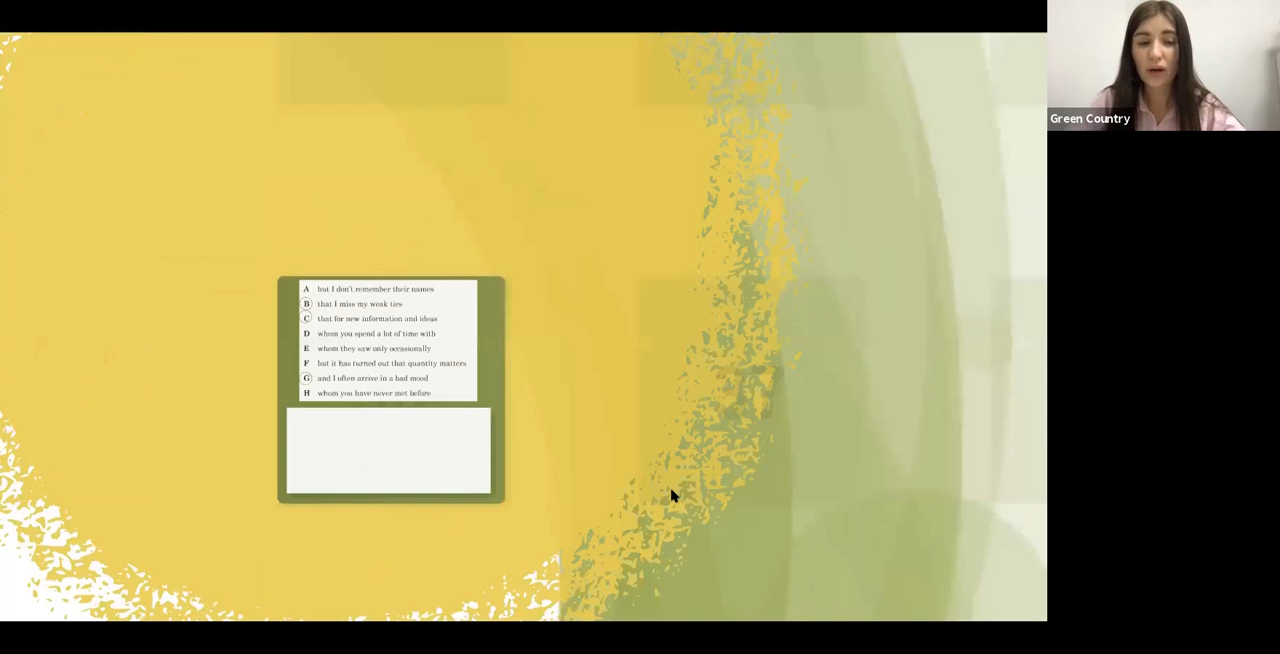 Green Country
A but I don't remember their names
B that I miss my weak ties
C that for new information and ideas
D whom you spend a lot of time with
E whom they saw only occasionally
F but it has turned out that quantity matters
G and I often arrive in a bad mood
H whom you have never met before